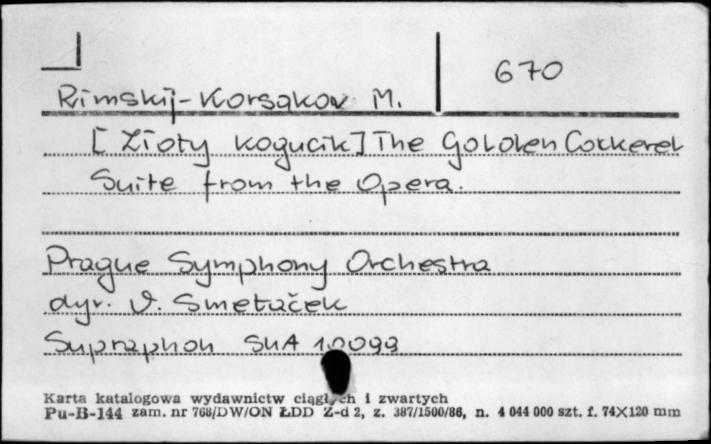 670
Rimskij-Korsakov M.
[Złoty kogucik] The Golden Cockerel
Suite from the Opera.
Prague Symphony Orchestra
dyr. V. Smetaček
Supraphon SUA 10099
Karta katalogowa wydawnictw ciągłych i zwartych
Pu-B-144 zam. nr 768/DW/ON ŁDD Z-d 2, z. 387/1500/86, n. 4 044 000 szt. f. 74×120 mm